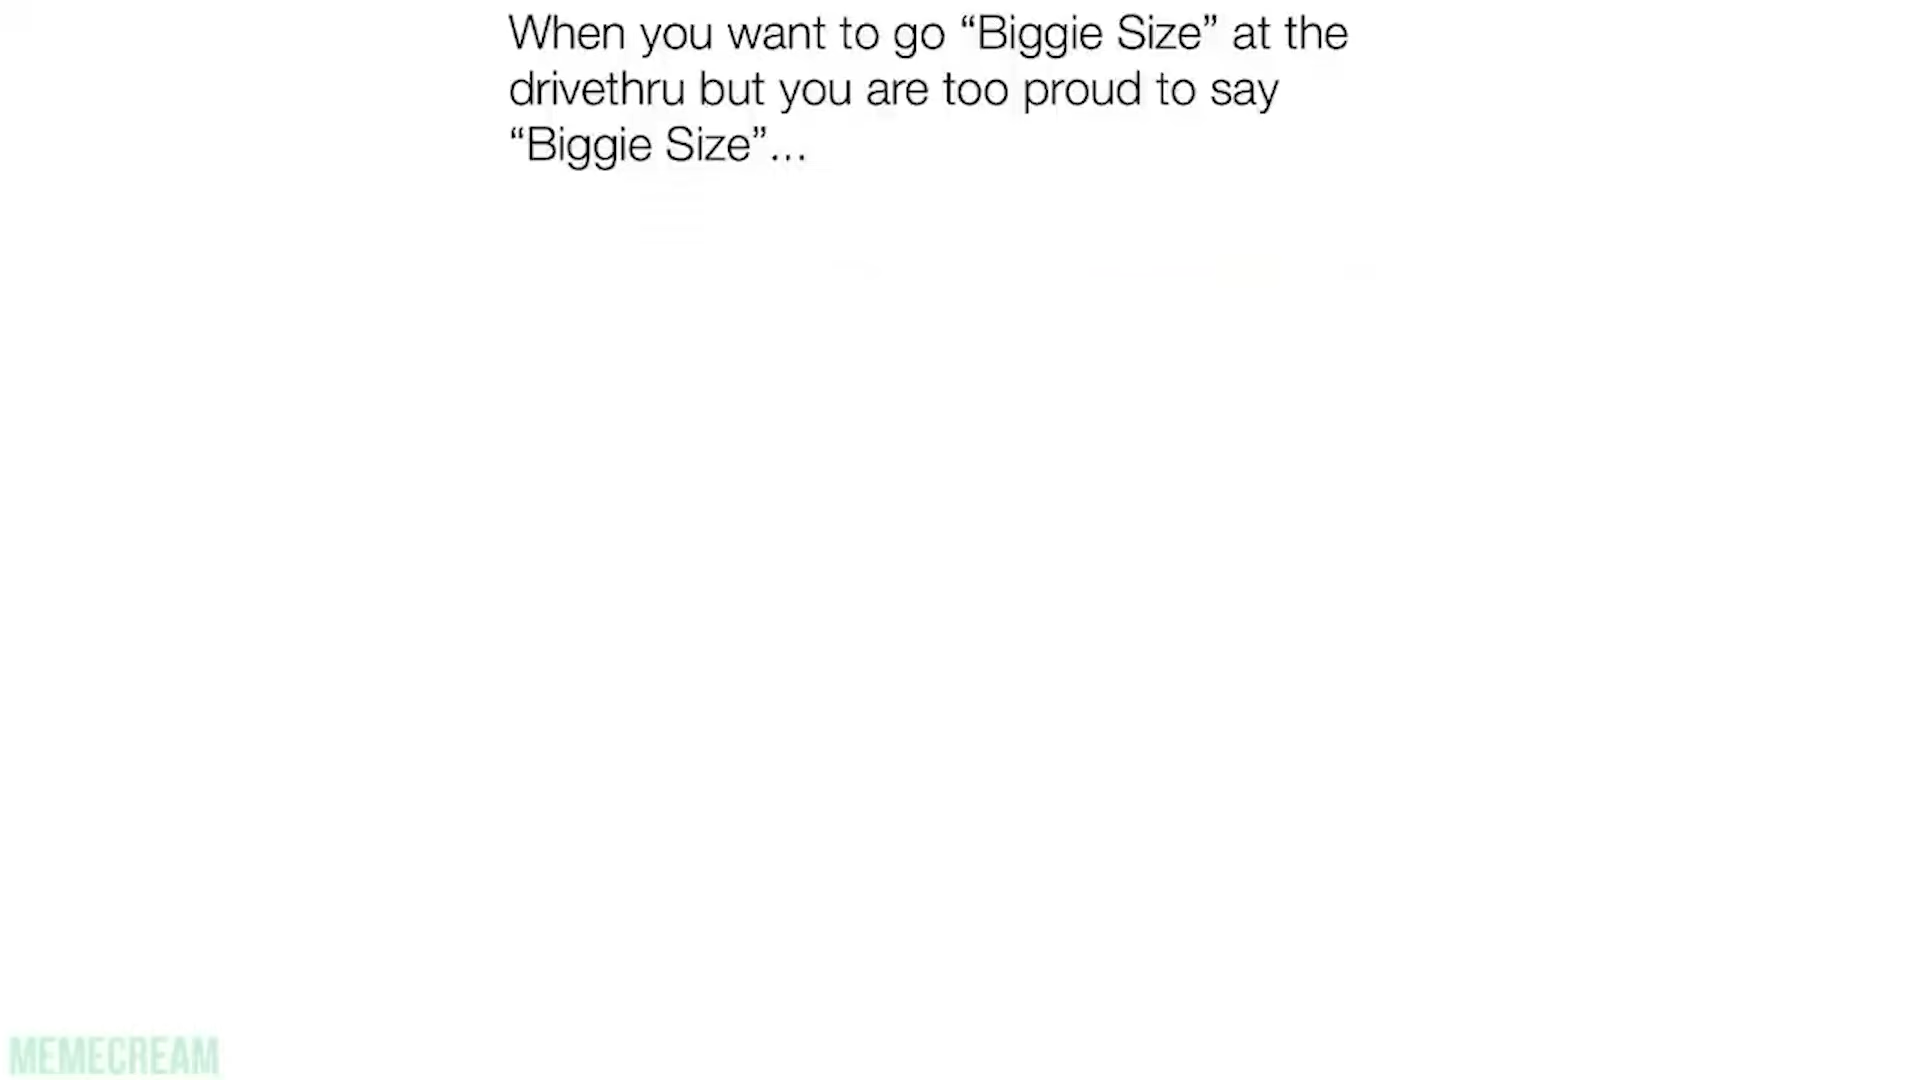 When you want to go “Biggie Size” at the
drivethru but you are too proud to say
“Biggie Size”...
MEMECREAM